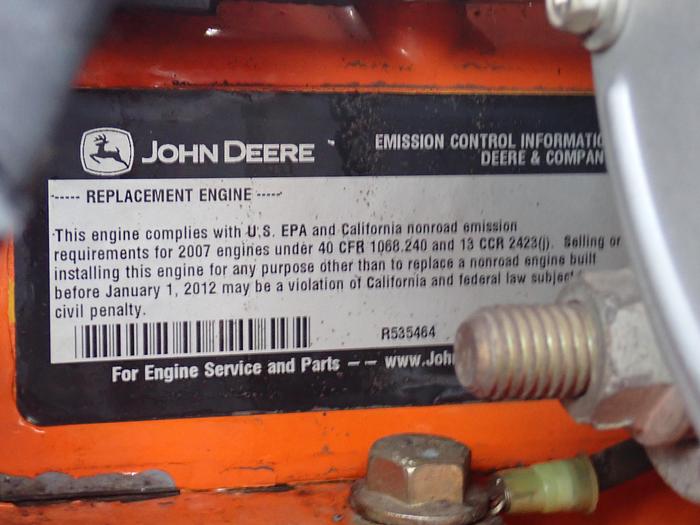 JOHN DEERE
EMISSION CONTROL
DEERE &
----- REPLACEMENT ENGINE -----
This engine complies with U.S. EPA and California nonroad emission
requirements for 2007 engines under 40 CFR 1068.240 and 13 CCR 2423(j). Selling or
installing this engine for any purpose other than to replace a nonroad engine built
before January 1, 2012 may be a violation of California and federal law subject
civil penalty.
R535464
For Engine Service and Parts -- www.Joh